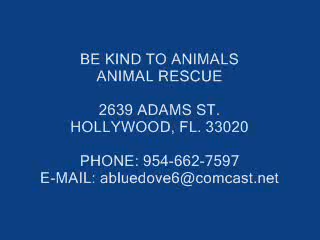 BE KIND TO ANIMALS
ANIMAL RESCUE
2639 ADAMS ST.
HOLLYWOOD, FL. 33020
PHONE: 954-662-7597
E-MAIL: abluedove6@comcast.net